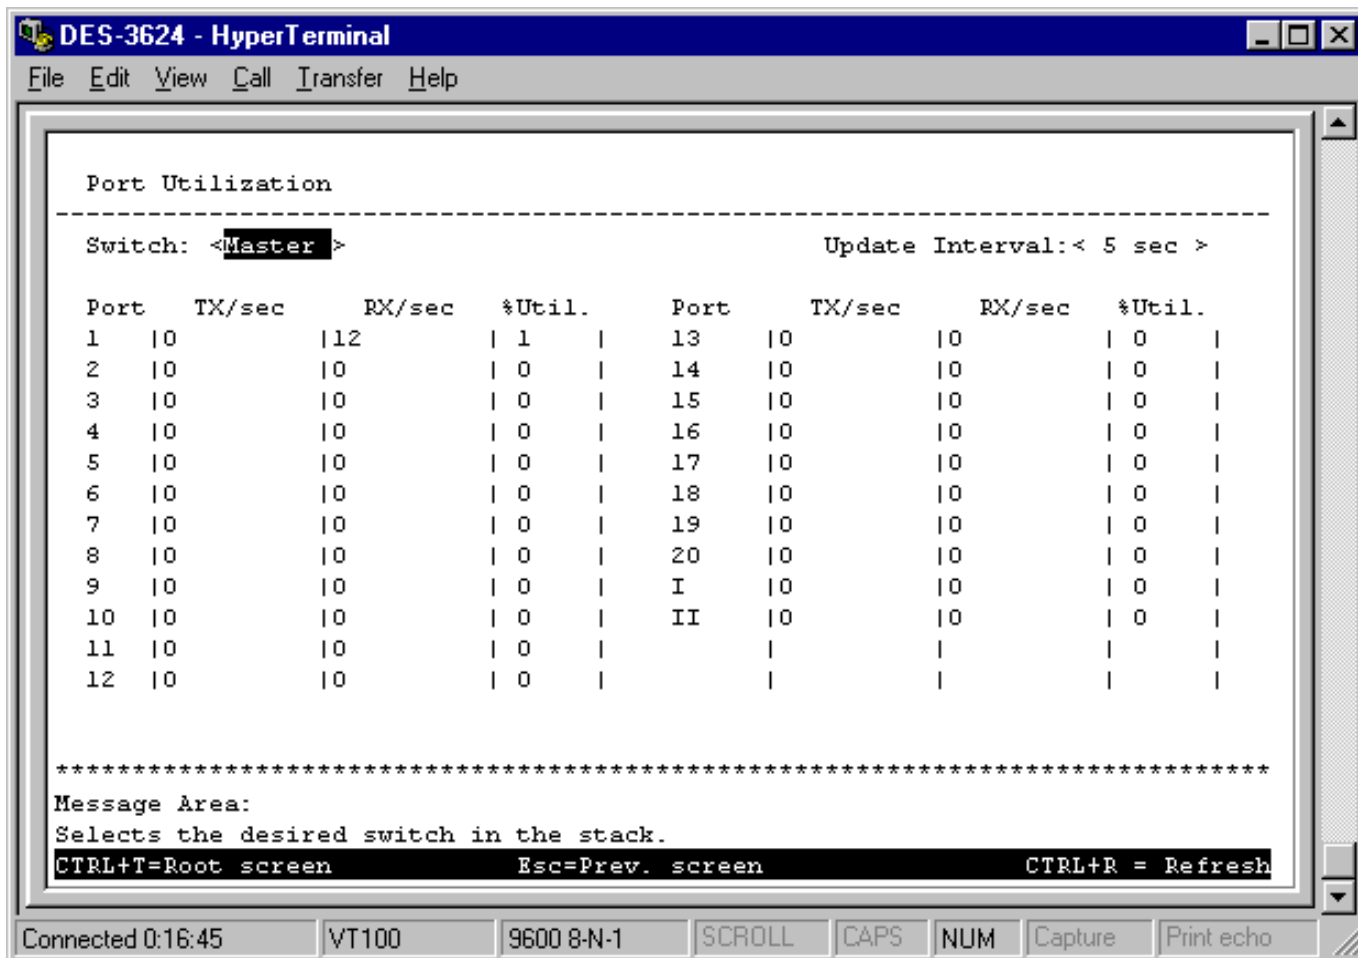 DES-3624 - HyperTerminal
File Edit View Call Transfer Help
Port Utilization
--------------------------------------------------------------------------------
Switch: <Master > Update Interval:< 5 sec >
Port TX/sec RX/sec %Util. Port TX/sec RX/sec %Util.
1 |0 |12 | 1 | 13 |0 |0 | 0 |
2 |0 |0 | 0 | 14 |0 |0 | 0 |
3 |0 |0 | 0 | 15 |0 |0 | 0 |
4 |0 |0 | 0 | 16 |0 |0 | 0 |
5 |0 |0 | 0 | 17 |0 |0 | 0 |
6 |0 |0 | 0 | 18 |0 |0 | 0 |
7 |0 |0 | 0 | 19 |0 |0 | 0 |
8 |0 |0 | 0 | 20 |0 |0 | 0 |
9 |0 |0 | 0 | I |0 |0 | 0 |
10 |0 |0 | 0 | II |0 |0 | 0 |
11 |0 |0 | 0 | | | | |
12 |0 |0 | 0 | | | | |
*******************************************************************************
Message Area:
Selects the desired switch in the stack.
CTRL+T=Root screen Esc=Prev. screen CTRL+R = Refresh
Connected 0:16:45 VT100 9600 8-N-1 SCROLL CAPS NUM Capture Print echo